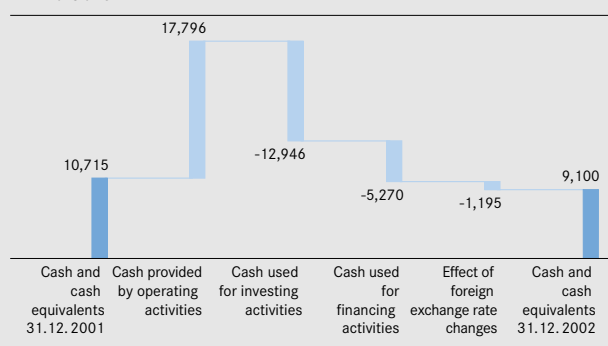 17,796
10,715
-12,946
-5,270
-1,195
9,100
Cash and
cash
equivalents
31.12.2001
Cash provided
by operating
activities
Cash used
for investing
activities
Cash used
for
financing
activities
Effect of
foreign
exchange rate
changes
Cash and
cash
equivalents
31.12.2002